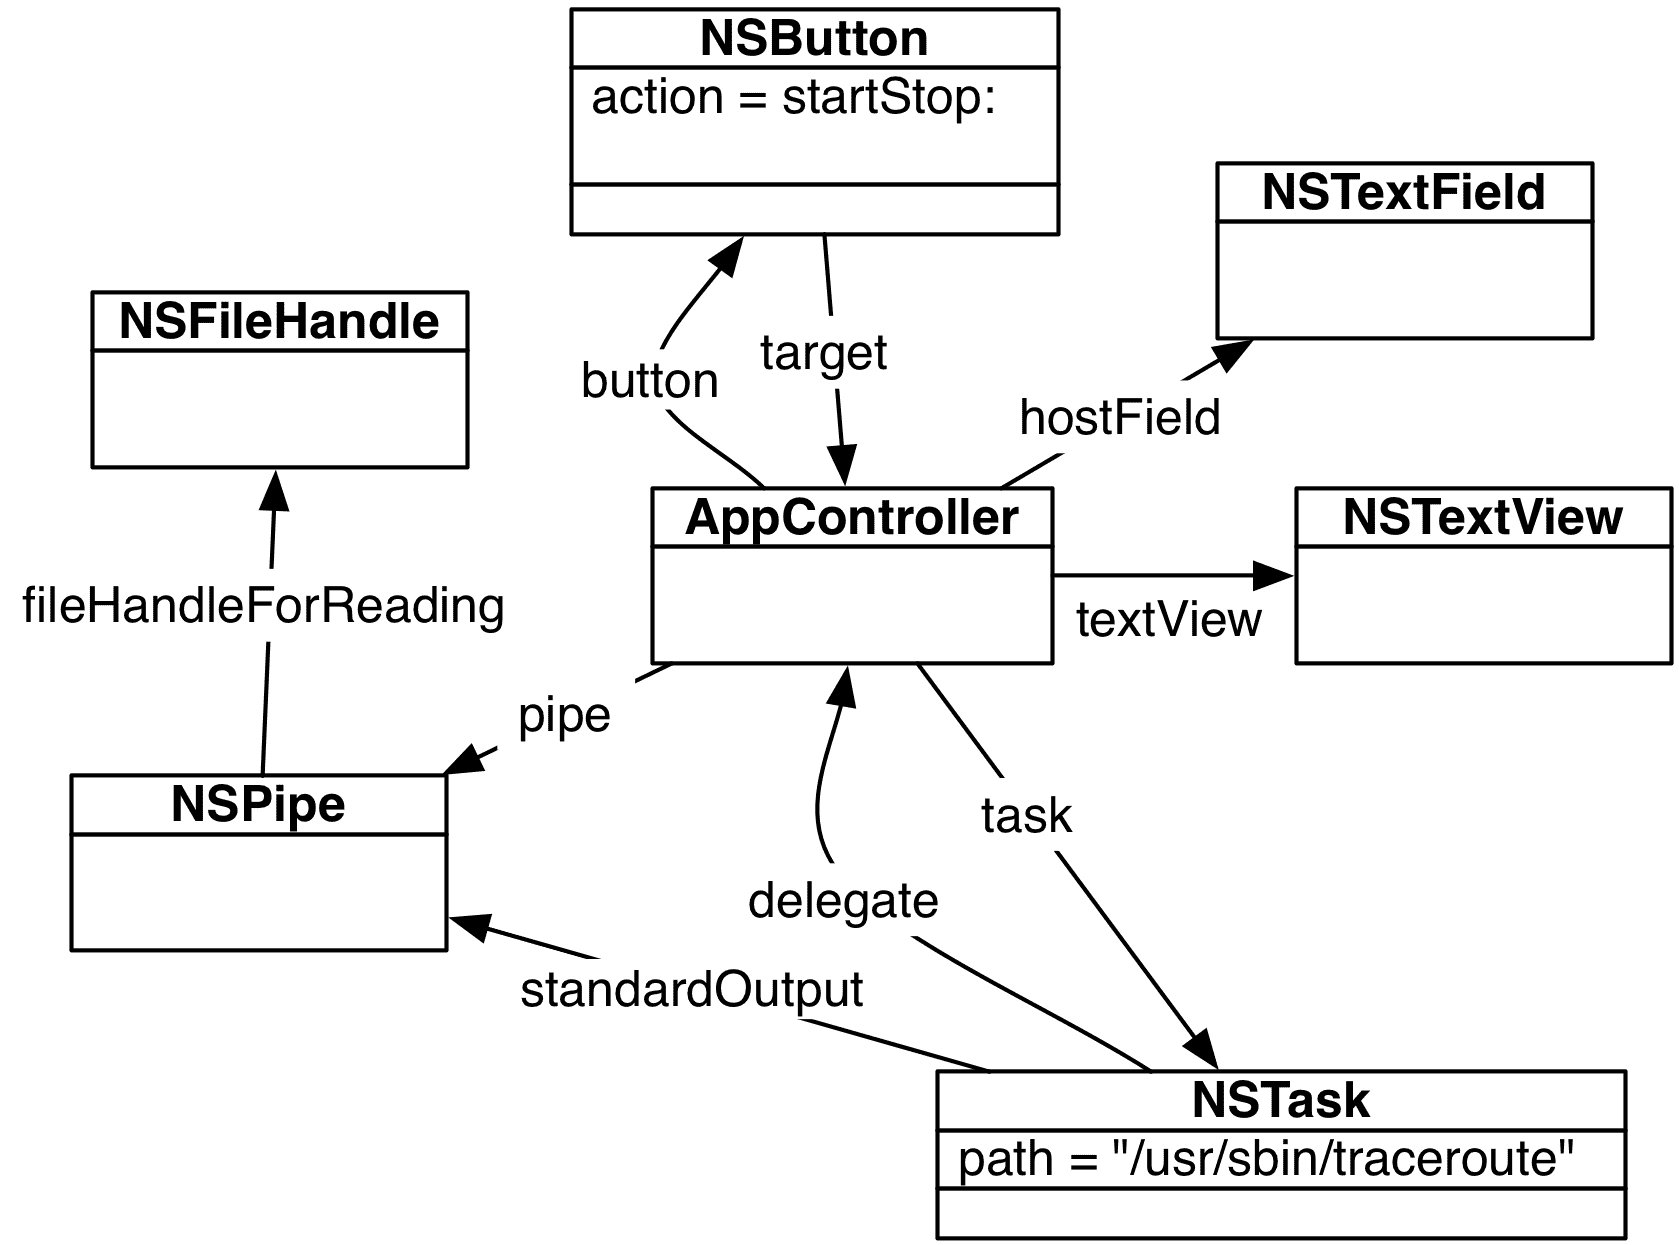 NSButton
action = startStop:
NSTextField
NSFileHandle
target
button
hostField
AppController
NSTextView
fileHandleForReading
textView
pipe
NSPipe
task
delegate
standardOutput
NSTask
path = "/usr/sbin/traceroute"